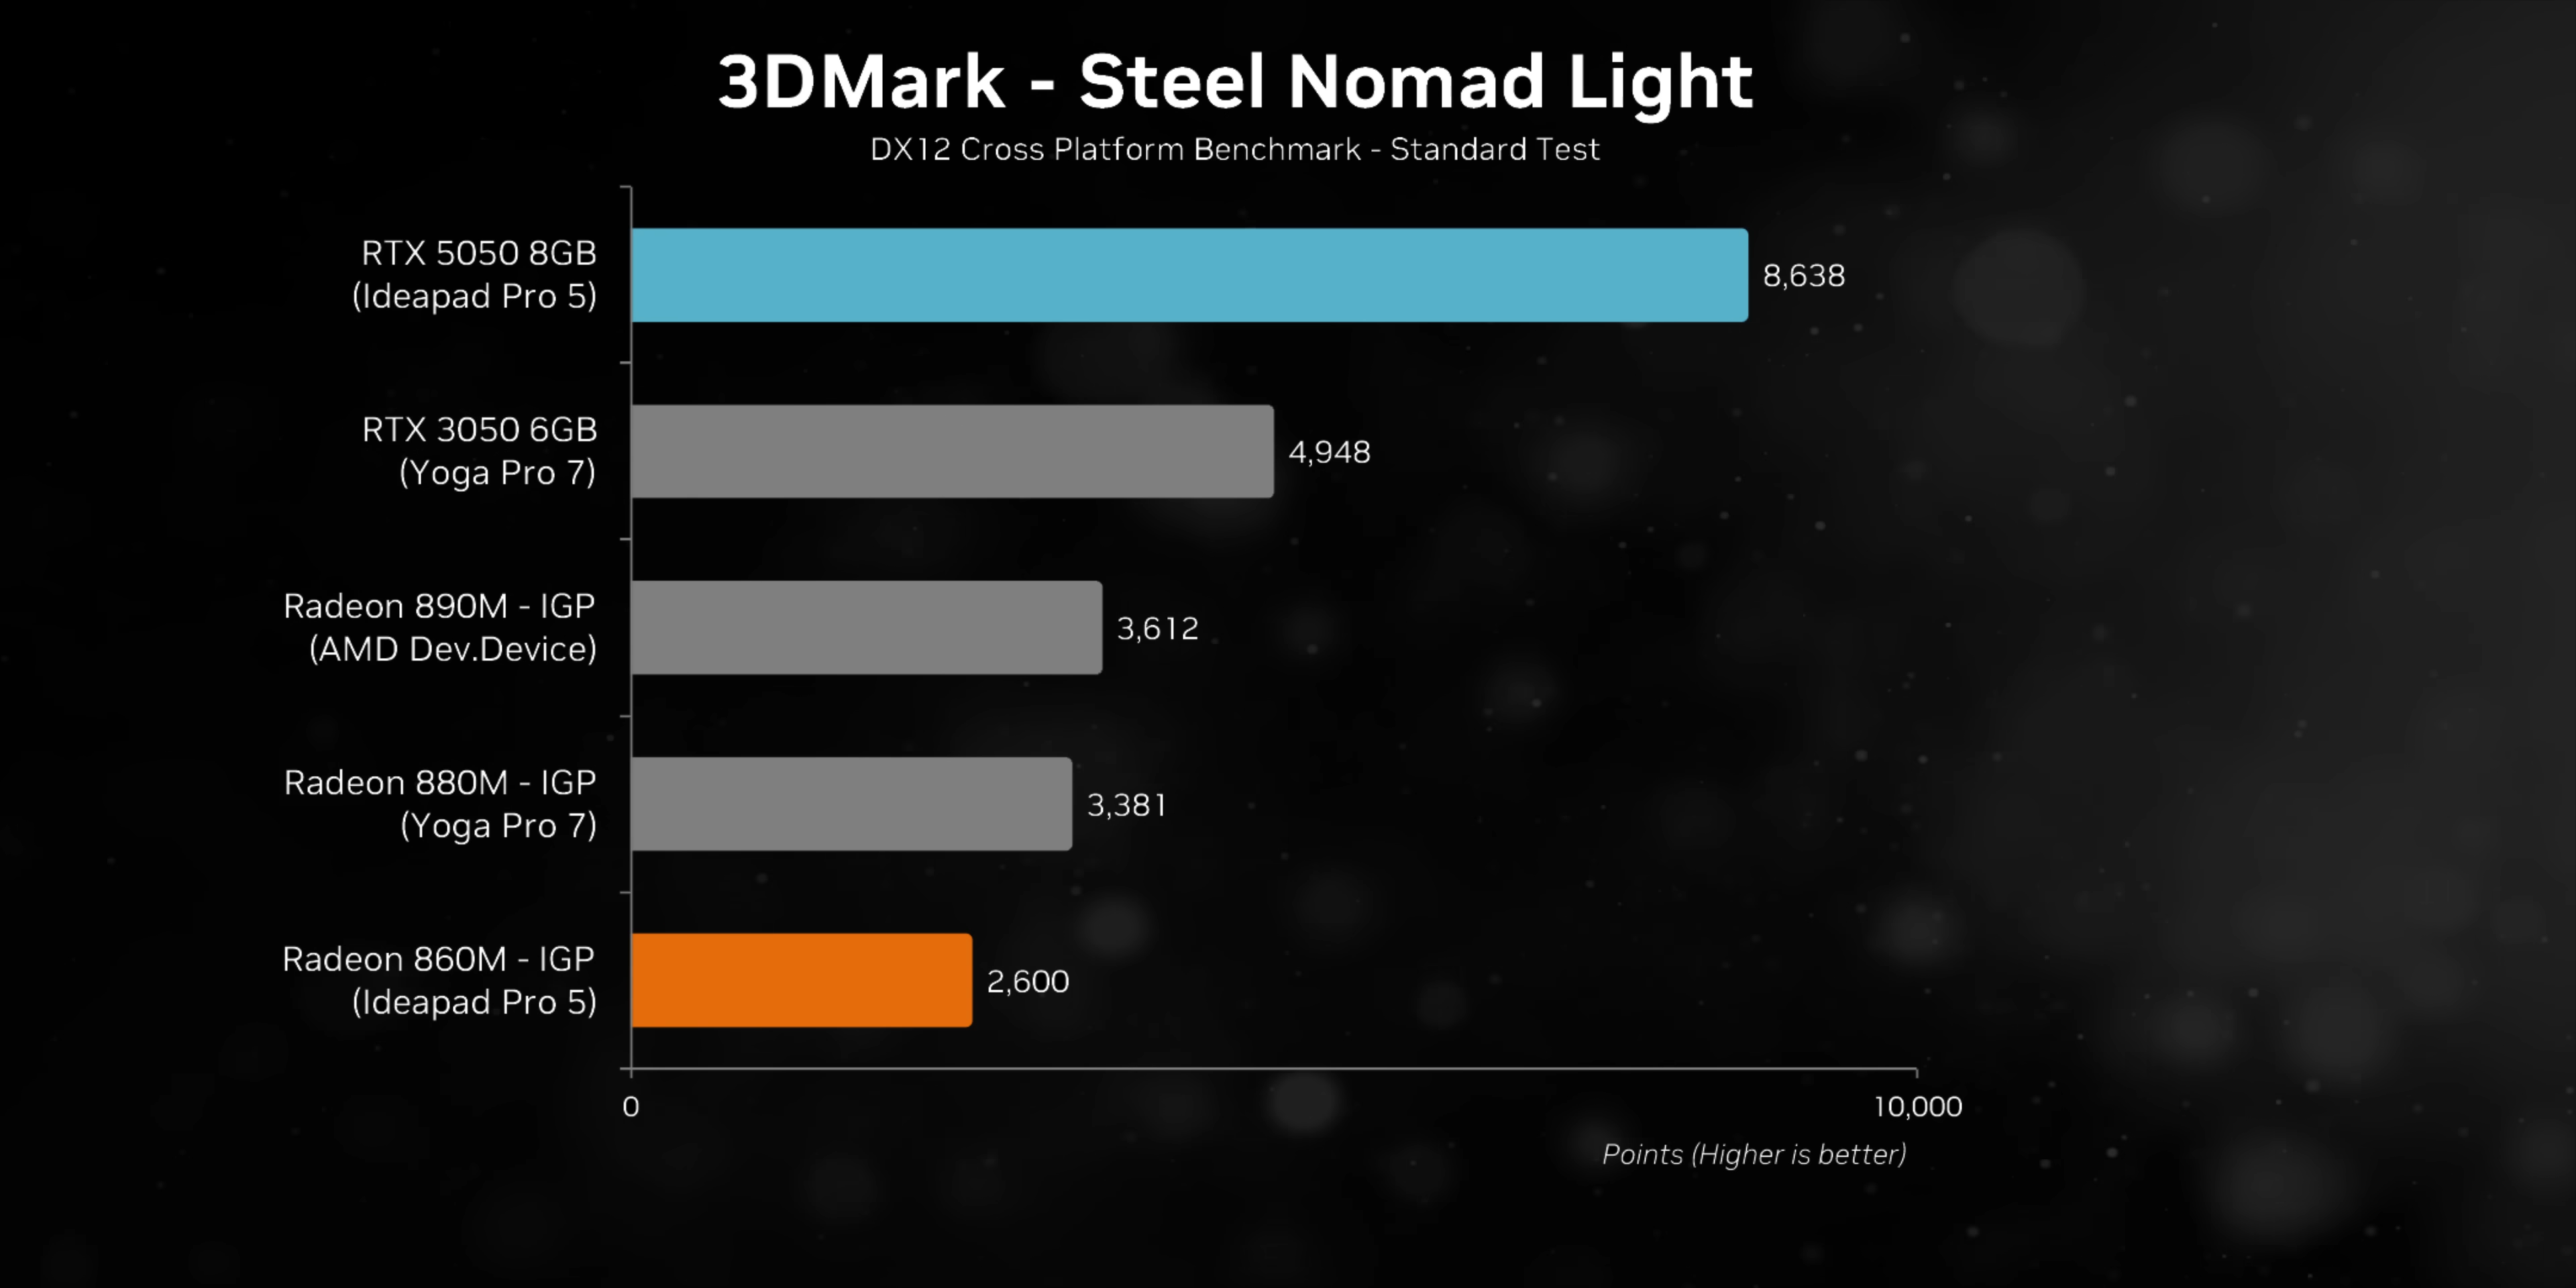 3DMark - Steel Nomad Light
DX12 Cross Platform Benchmark - Standard Test
RTX 5050 8GB
(Ideapad Pro 5)
8,638
RTX 3050 6GB
(Yoga Pro 7)
4,948
Radeon 890M - IGP
(AMD Dev.Device)
3,612
Radeon 880M - IGP
(Yoga Pro 7)
3,381
Radeon 860M - IGP
(Ideapad Pro 5)
2,600
0
10,000
Points (Higher is better)